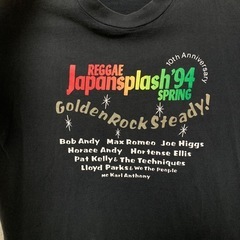 10th Anniversary
REGGAE
Japansplash '94
SPRING
Golden Rock Steady!
Bob Andy Max Romeo Joe Higgs
Horace Andy Hortense Ellis
Pat Kelly & The Techniques
Lloyd Parks & We The People
MC Karl Anthony